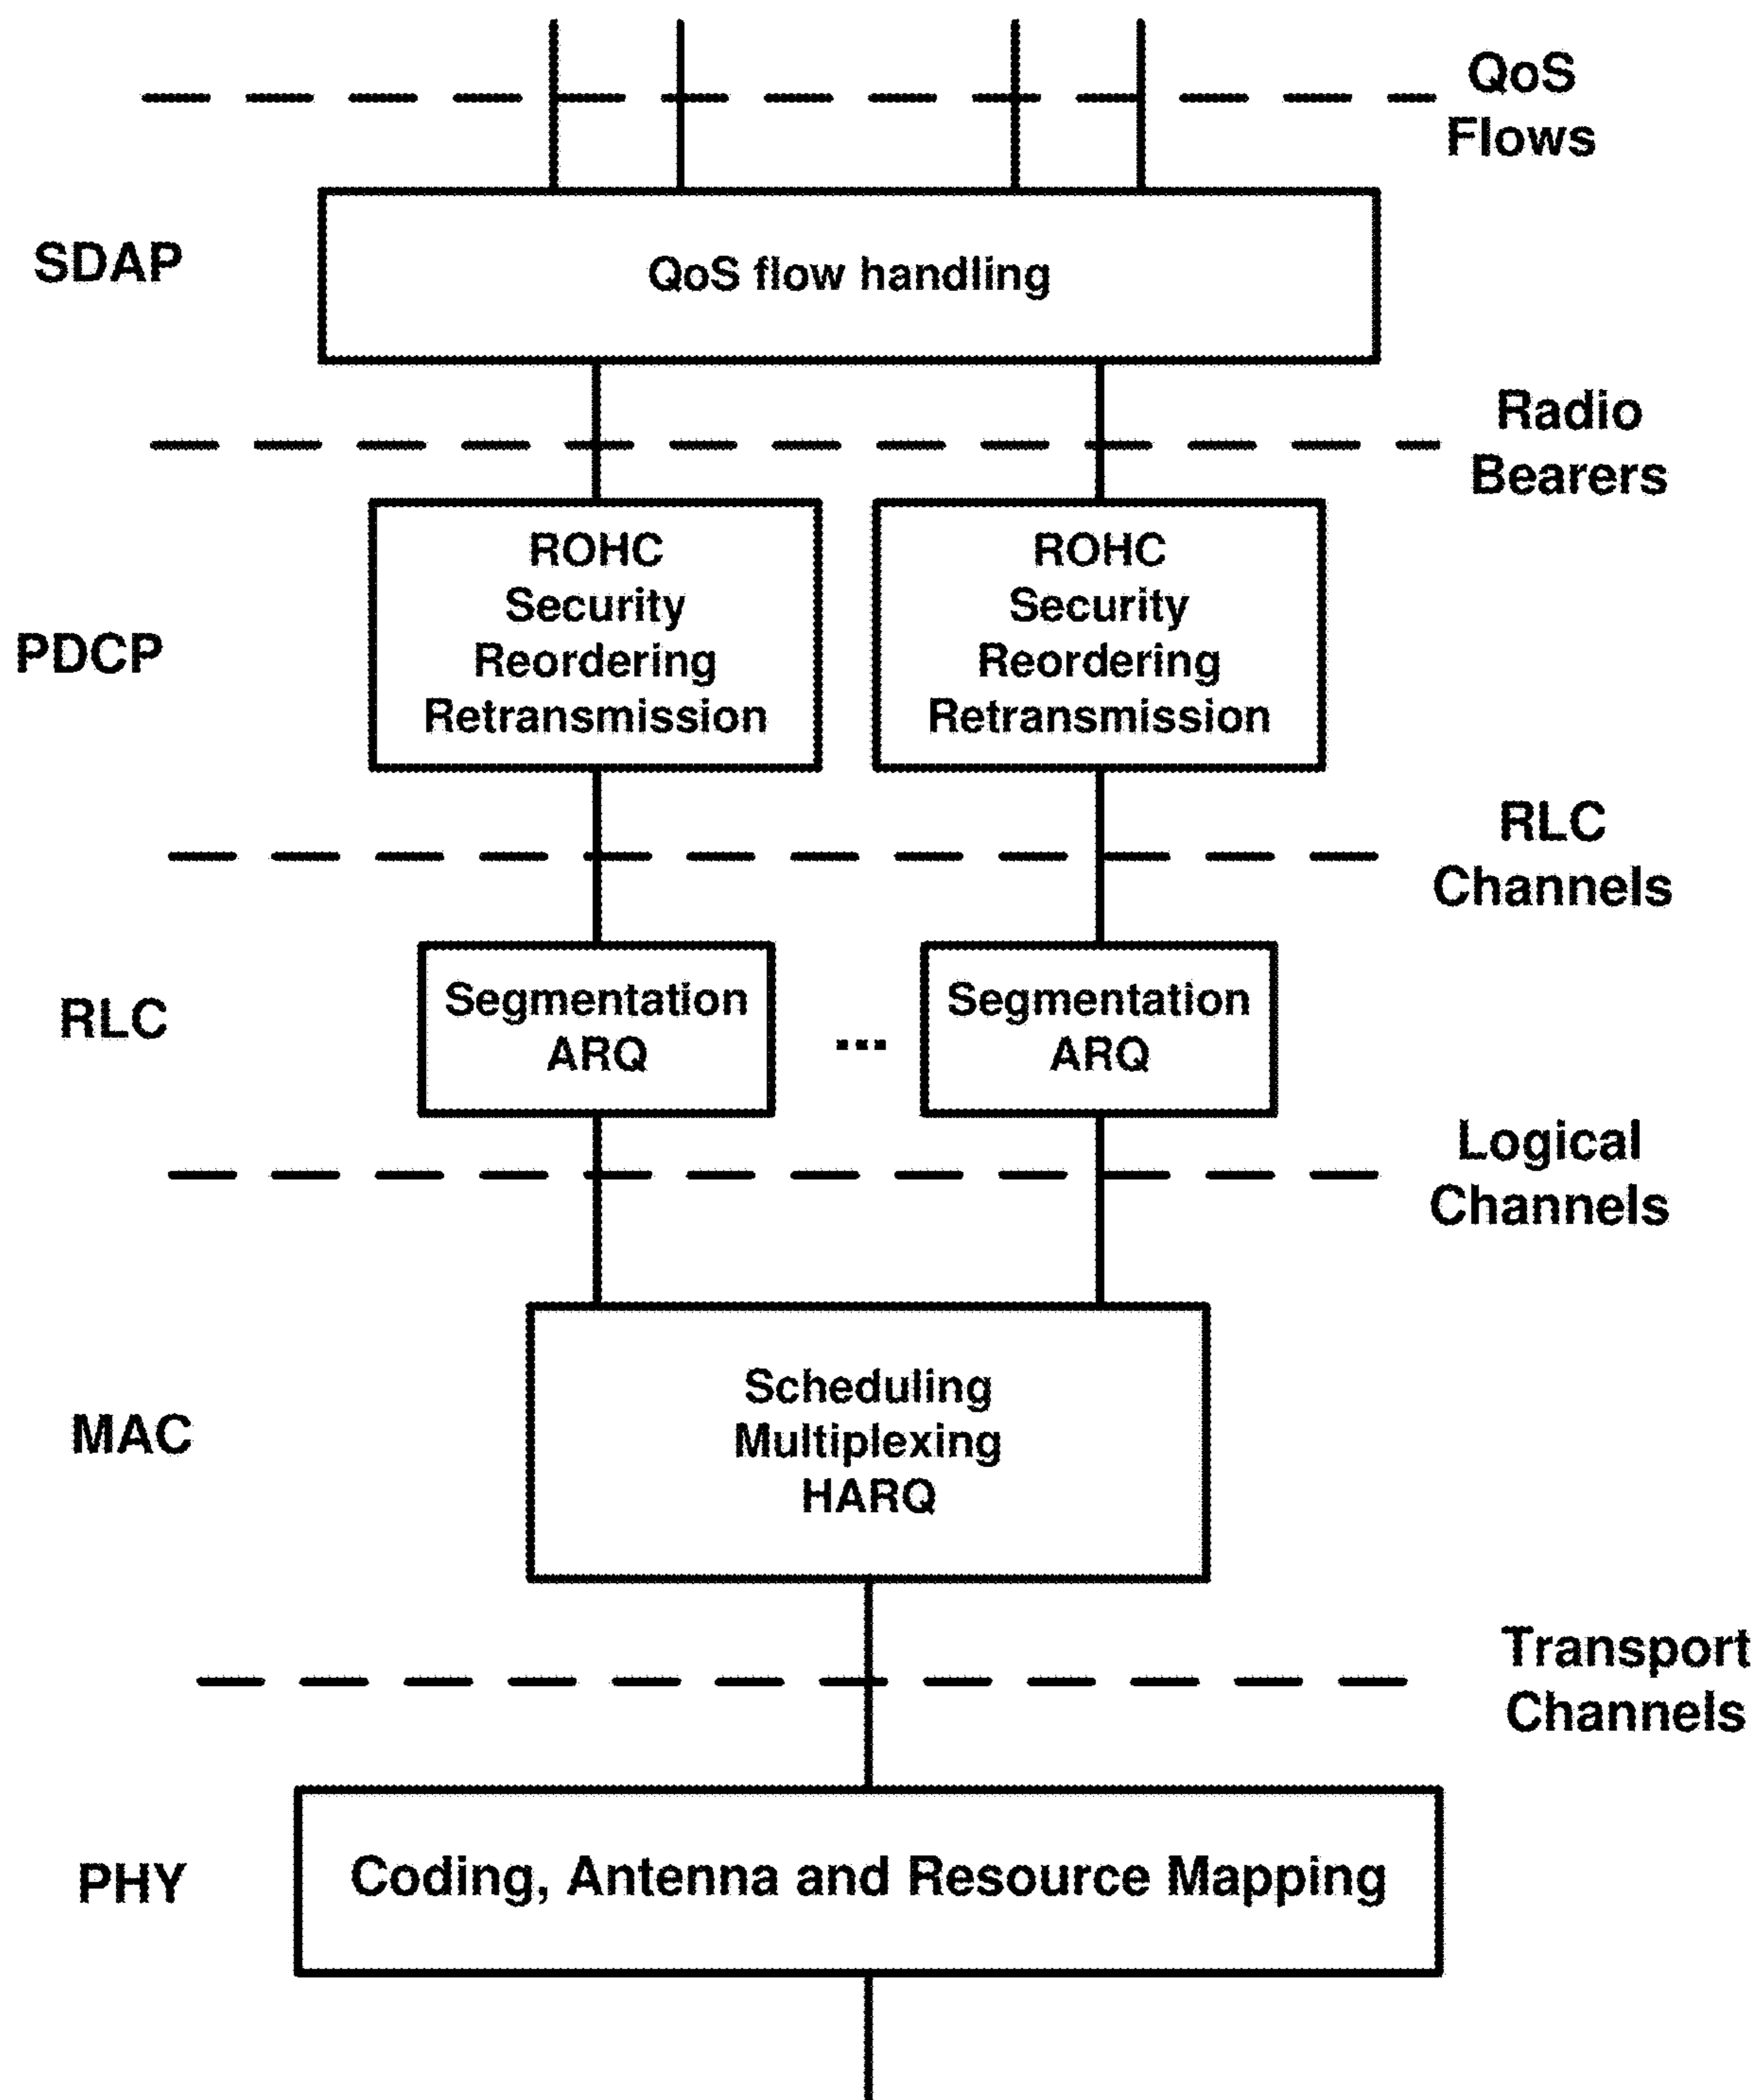 QoS
Flows
SDAP
QoS flow handling
Radio
Bearers
PDCP
ROHC
Security
Reordering
Retransmission
ROHC
Security
Reordering
Retransmission
RLC
Channels
RLC
Segmentation
ARQ
...
Segmentation
ARQ
Logical
Channels
MAC
Scheduling
Multiplexing
HARQ
Transport
Channels
PHY
Coding, Antenna and Resource Mapping